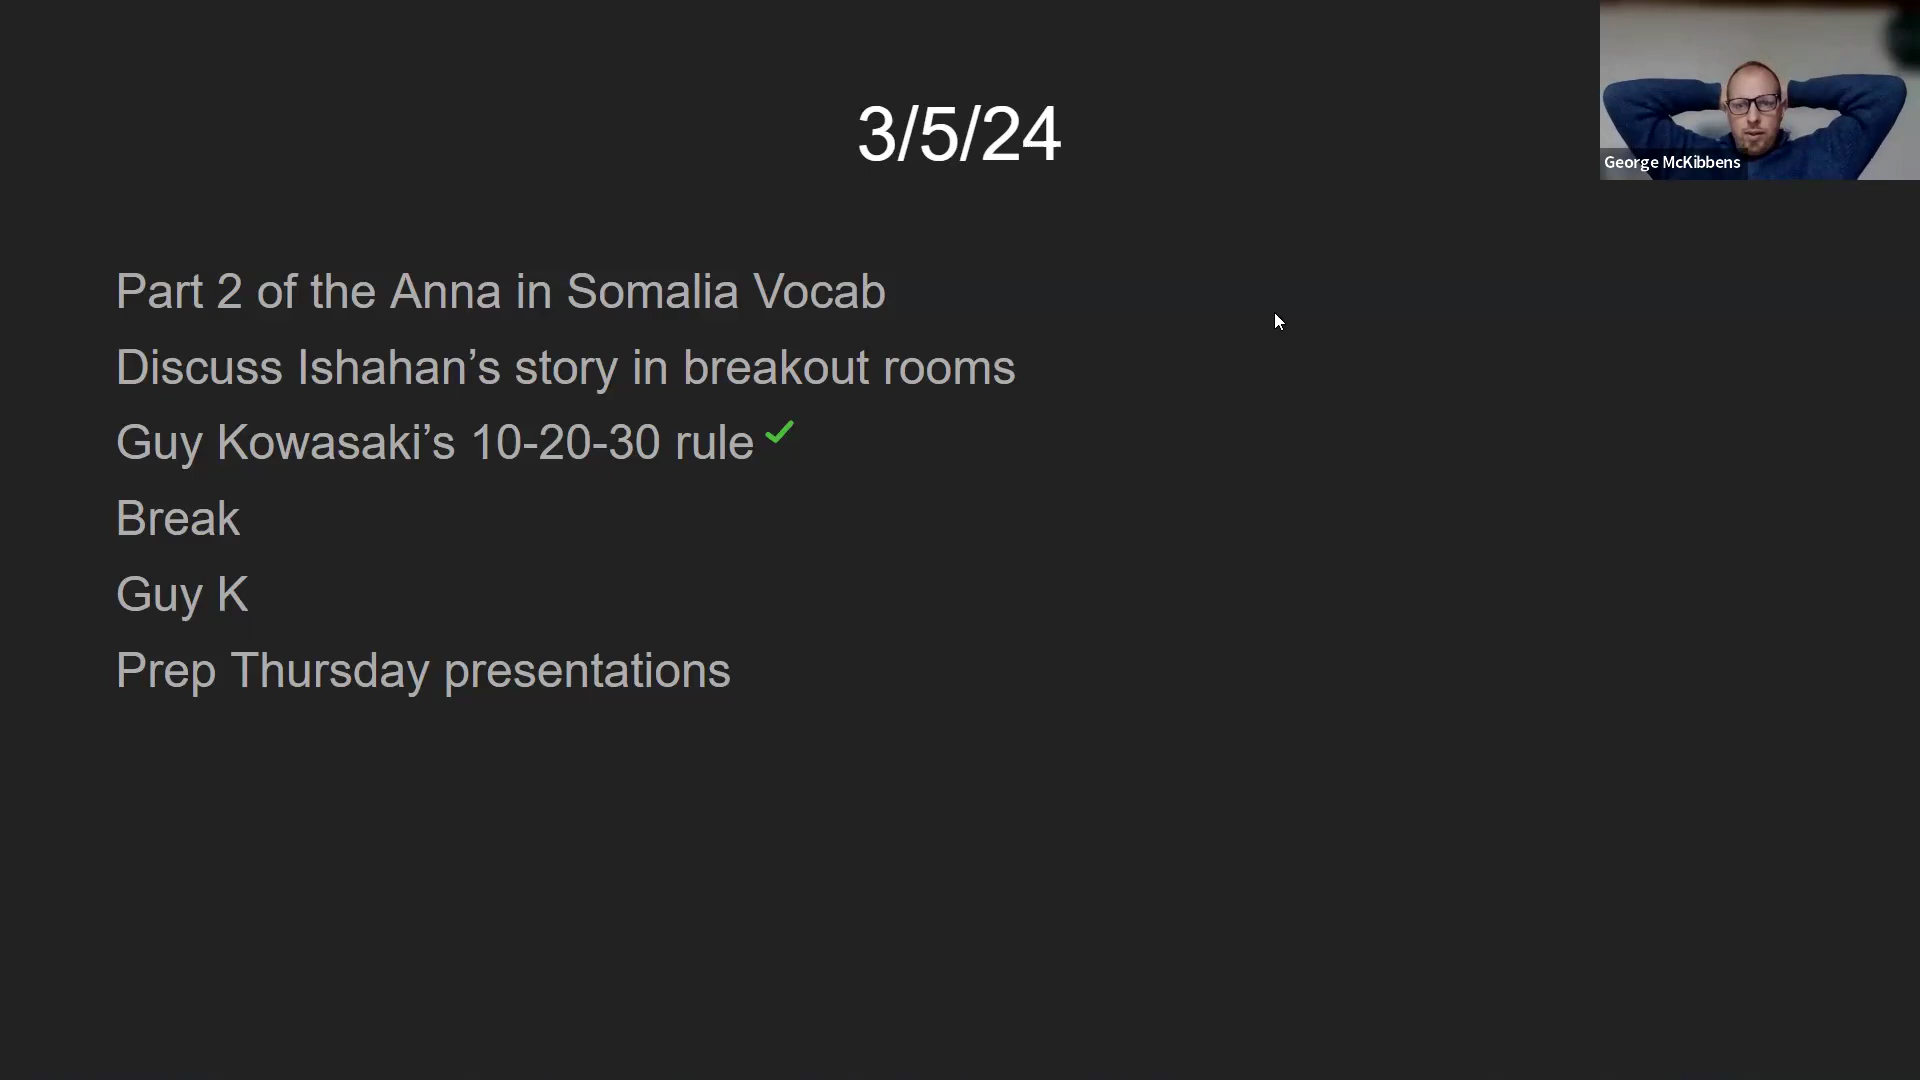 3/5/24
George McKibbens
Part 2 of the Anna in Somalia Vocab
Discuss Ishahan’s story in breakout rooms
Guy Kowasaki’s 10-20-30 rule
Break
Guy K
Prep Thursday presentations